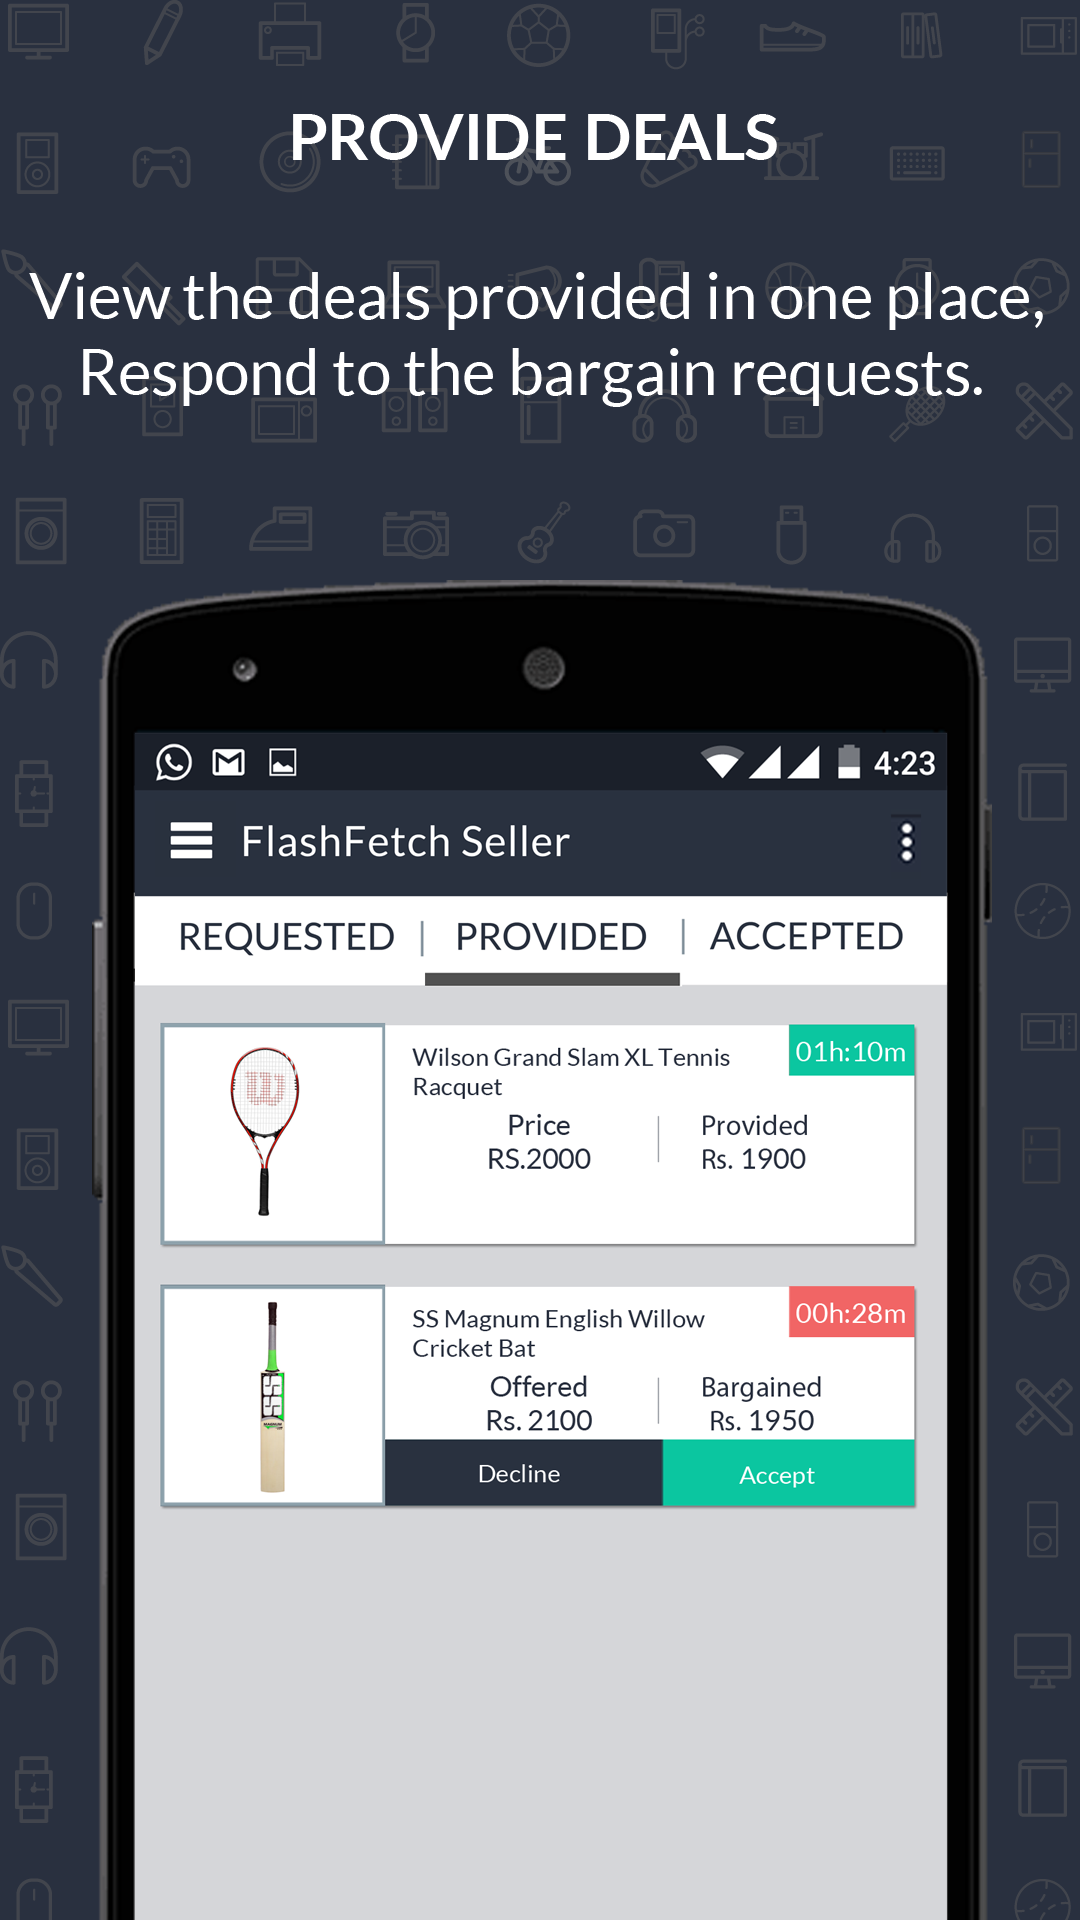 PROVIDE DEALS
View the deals provided in one place,
Respond to the bargain requests.
4:23
FlashFetch Seller
REQUESTED | PROVIDED | ACCEPTED
Wilson Grand Slam XL Tennis
Racquet
01h:10m
Price
RS.2000
Provided
Rs. 1900
SS Magnum English Willow
Cricket Bat
00h:28m
Offered
Rs. 2100
Bargained
Rs. 1950
Decline
Accept
W
SS
MAGNUM